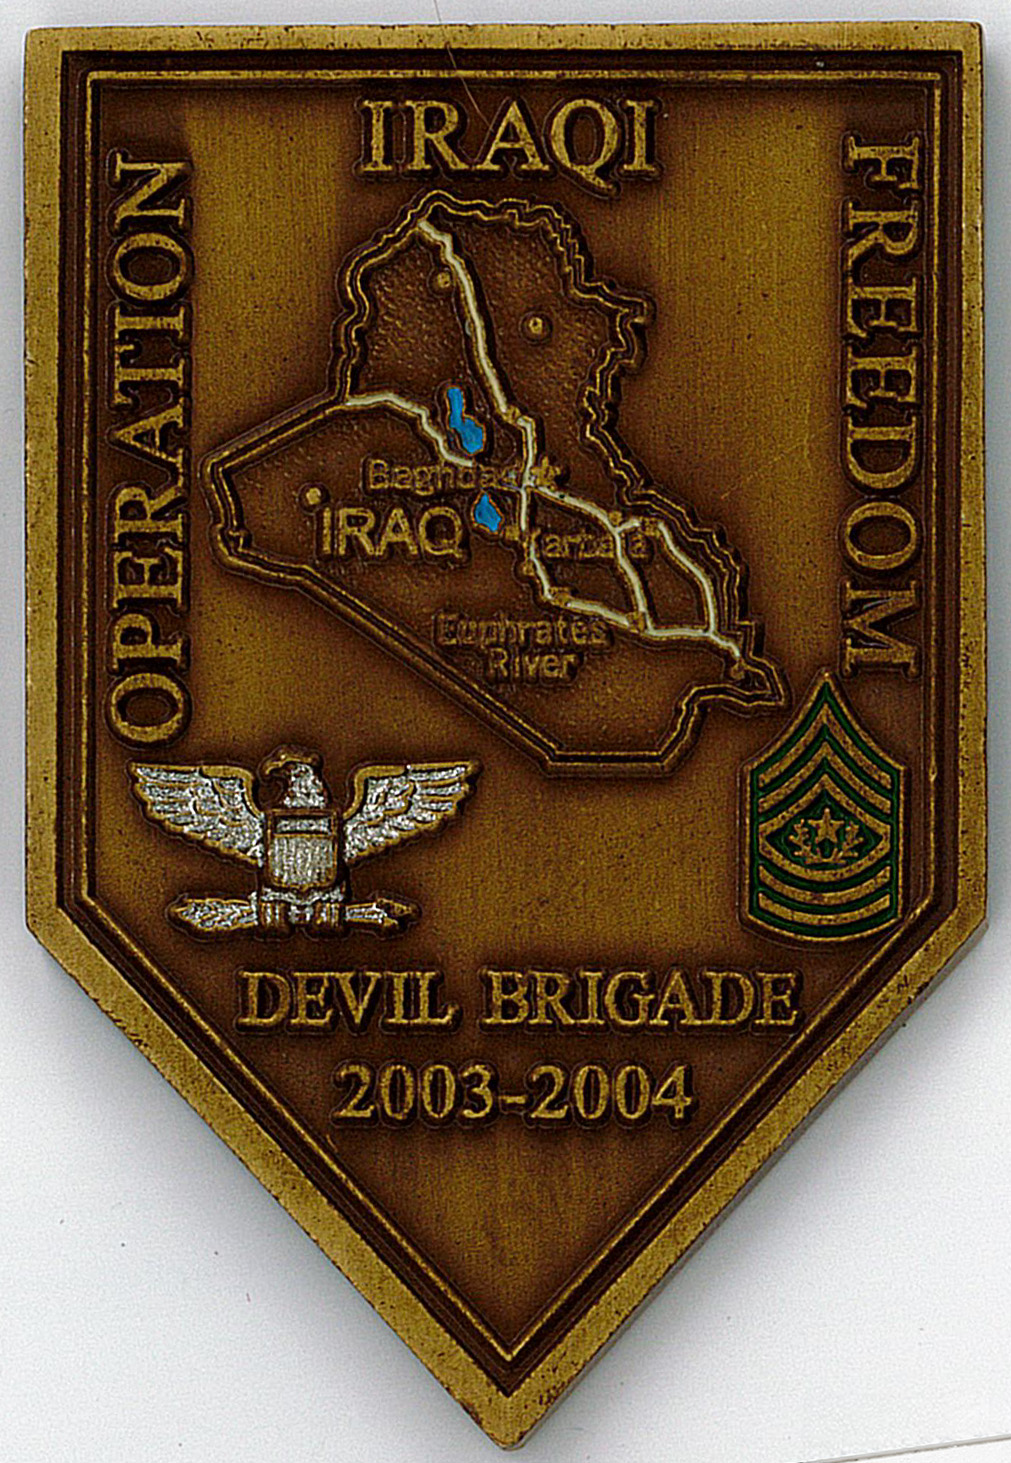 OPERATION
IRAQI
FREEDOM
Baghdad
IRAQ
Karbala
Euphrates
River
DEVIL BRIGADE
2003-2004